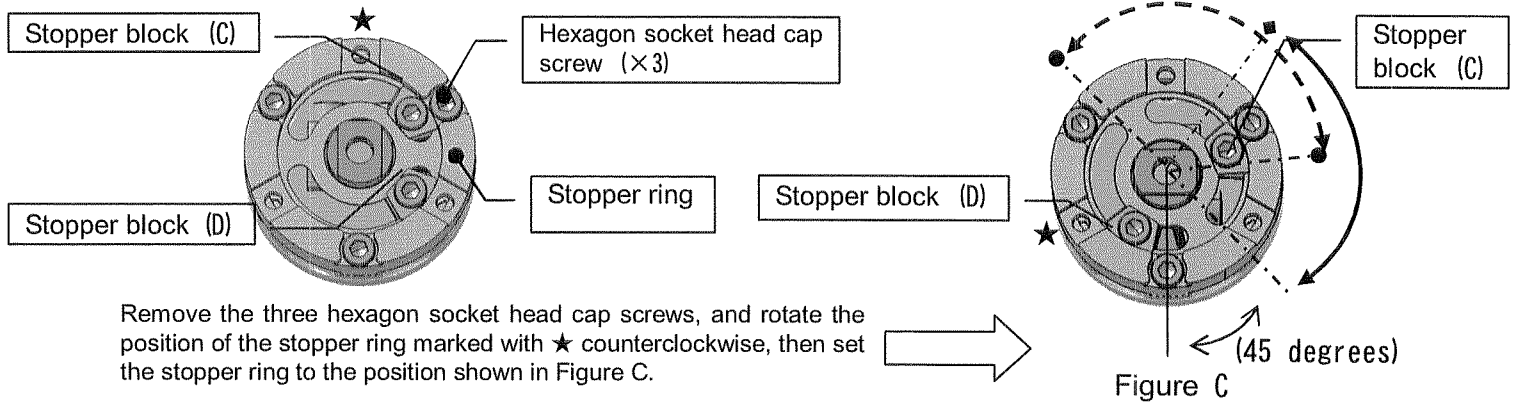 ★
Stopper block (C)
Hexagon socket head cap
screw (×3)
Stopper ring
Stopper block (D)
Stopper
block (C)
Stopper block (D)
★
Remove the three hexagon socket head cap screws, and rotate the
position of the stopper ring marked with ★ counterclockwise, then set
the stopper ring to the position shown in Figure C.
(45 degrees)
Figure C